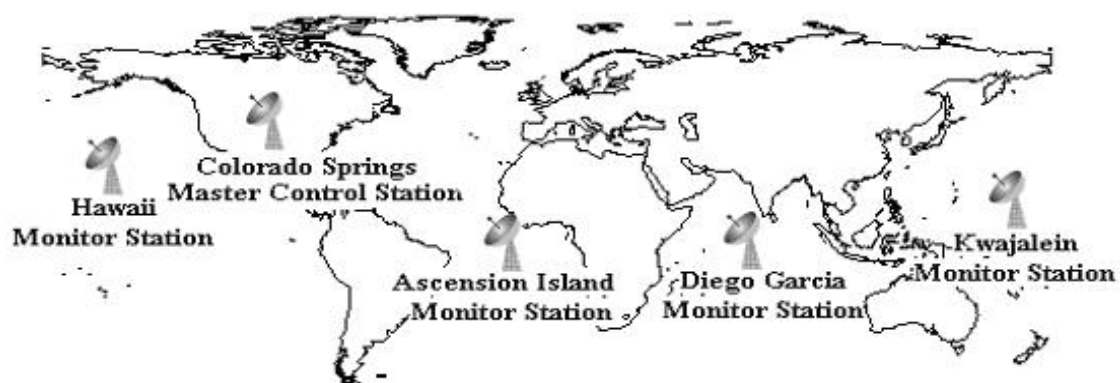 Colorado Springs
Master Control Station
Hawaii
Monitor Station
Ascension Island
Monitor Station
Diego Garcia
Monitor Station
Kwajalein
Monitor Station